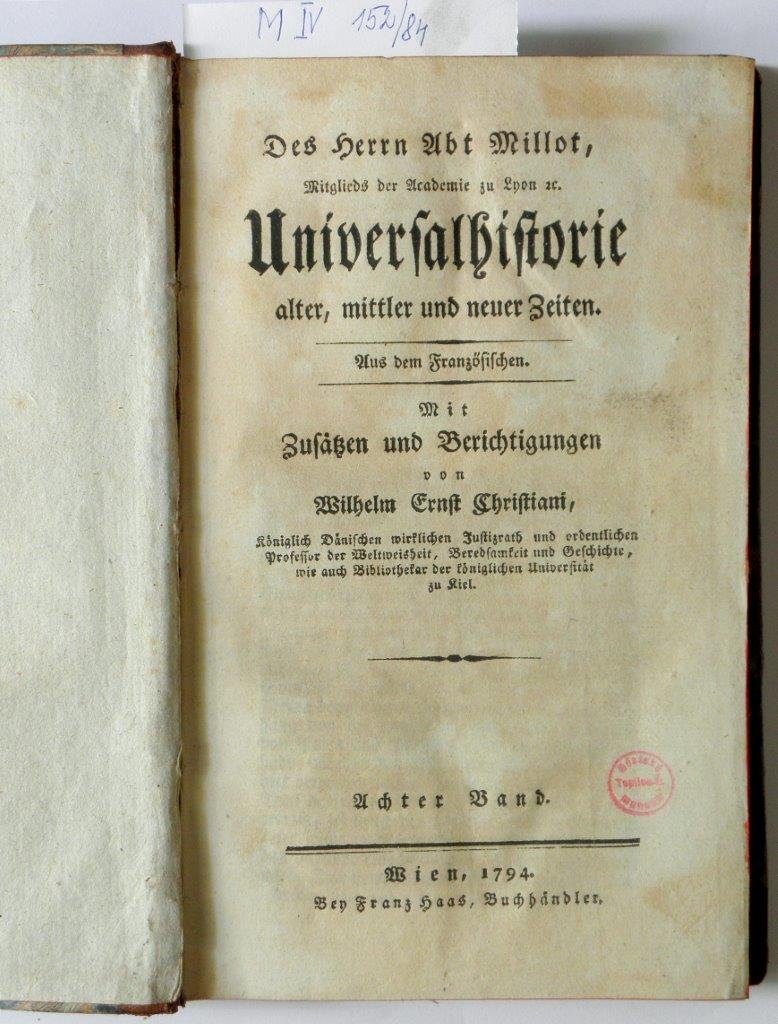 M IV 152/84
Des Herrn Abt Millot,
Mitglieds der Academie zu Lyon ꝛc.
Universalhistorie
alter, mittler und neuer Zeiten.
Aus dem Französischen.
Mit
Zusätzen und Berichtigungen
von
Wilhelm Ernst Christiani,
Königlich Dänischen wirklichen Justizrath und ordentlichen
Professor der Weltweisheit, Beredsamkeit und Geschichte,
wie auch Bibliothekar der königlichen Universität
zu Kiel.
Achter Band.
Wien, 1794.
Bey Franz Haas, Buchhändler.